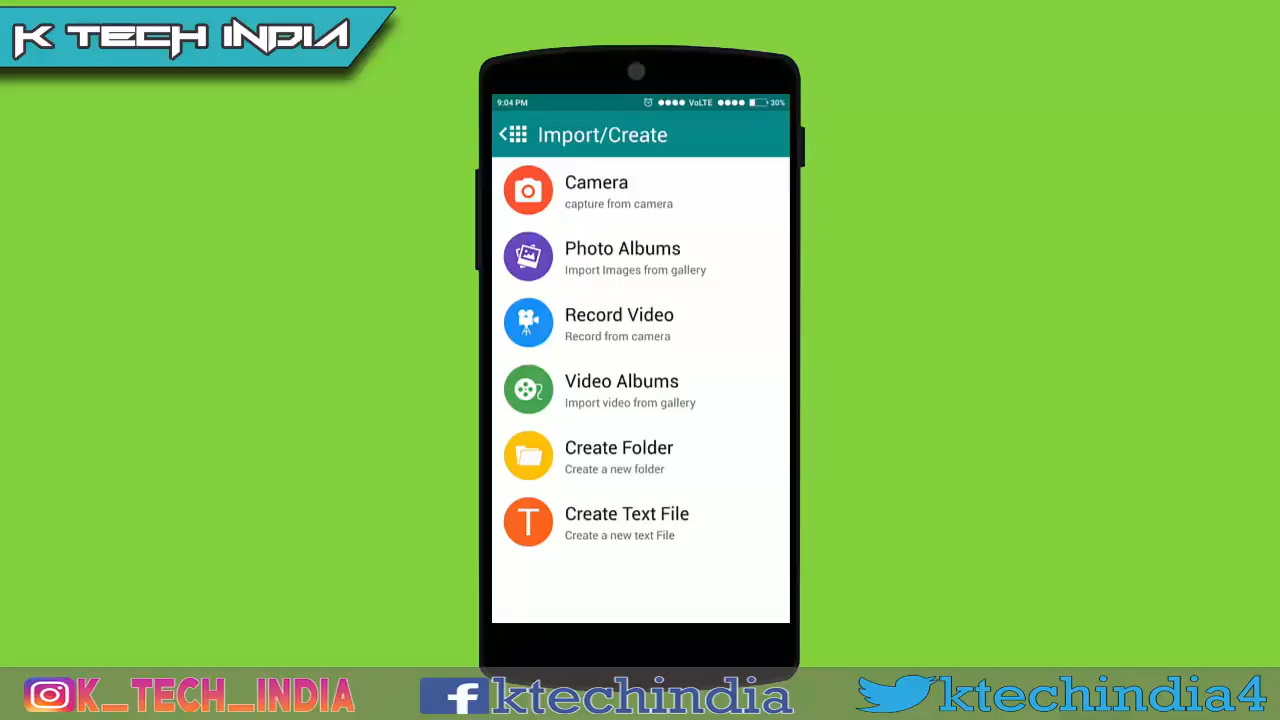 K TECH INDIA
9:04 PM VoLTE 30%
Import/Create
Camera
capture from camera
Photo Albums
Import Images from gallery
Record Video
Record from camera
Video Albums
Import video from gallery
Create Folder
Create a new folder
T
Create Text File
Create a new text File
K_TECH_INDIA
f ktechindia
ktechindia4